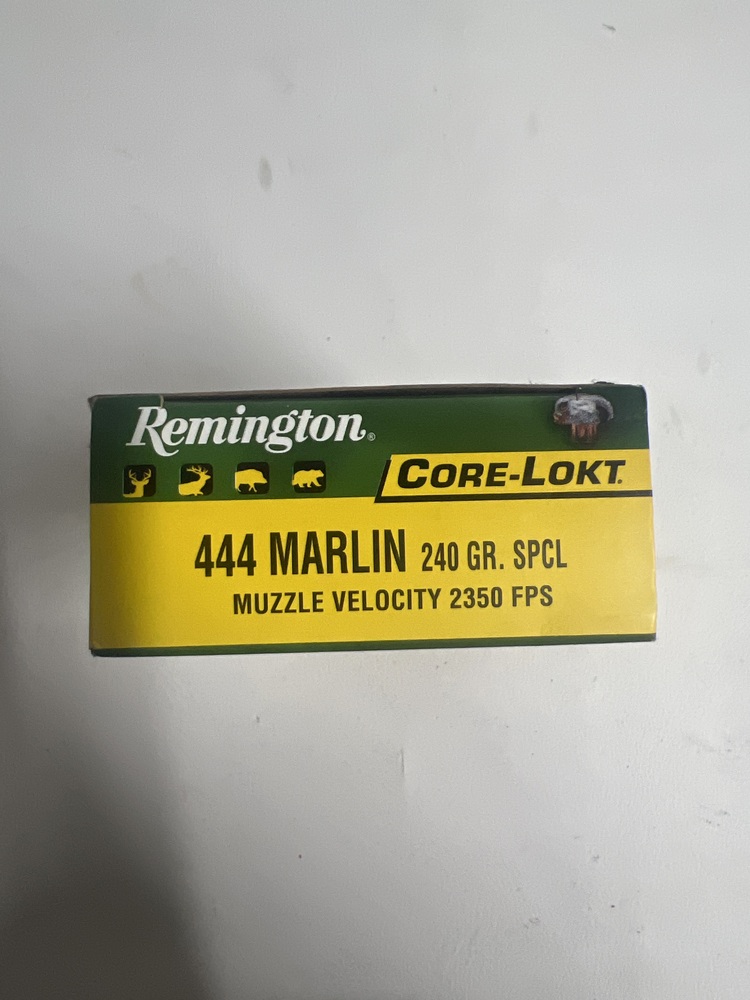 Remington®
CORE-LOKT.
444 MARLIN 240 GR. SPCL
MUZZLE VELOCITY 2350 FPS